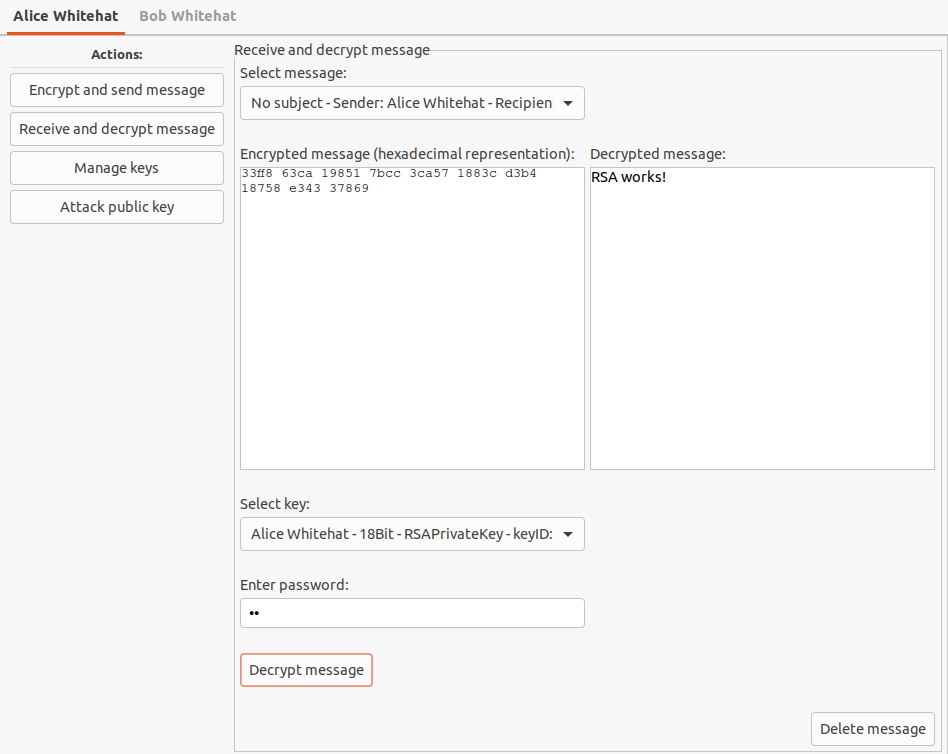 Alice Whitehat
Bob Whitehat
Actions:
Encrypt and send message
Receive and decrypt message
Manage keys
Attack public key
Receive and decrypt message
Select message:
No subject - Sender: Alice Whitehat - Recipien
Encrypted message (hexadecimal representation):
33ff8 63ca 19851 7bcc 3ca57 1883c d3b4
18758 e343 37869
Decrypted message:
RSA works!
Select key:
Alice Whitehat - 18Bit - RSAPrivateKey - keyID:
Enter password:
••
Decrypt message
Delete message